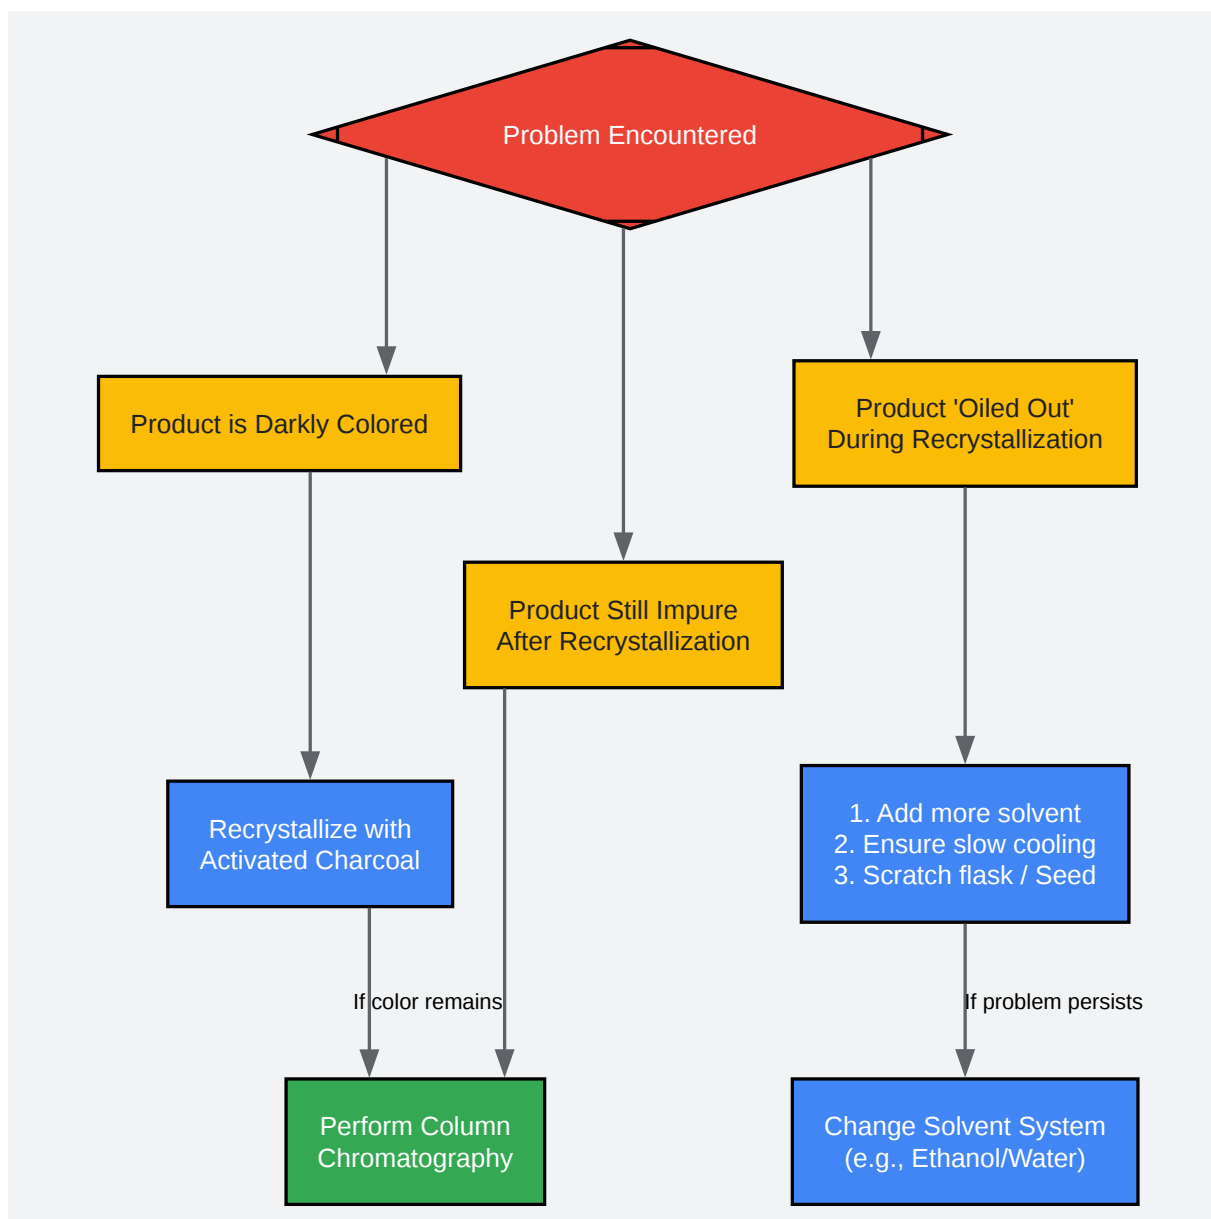 Problem Encountered
Product is Darkly Colored
Product 'Oiled Out'
During Recrystallization
Product Still Impure
After Recrystallization
Recrystallize with
Activated Charcoal
1. Add more solvent
2. Ensure slow cooling
3. Scratch flask / Seed
If color remains
If problem persists
Perform Column
Chromatography
Change Solvent System
(e.g., Ethanol/Water)